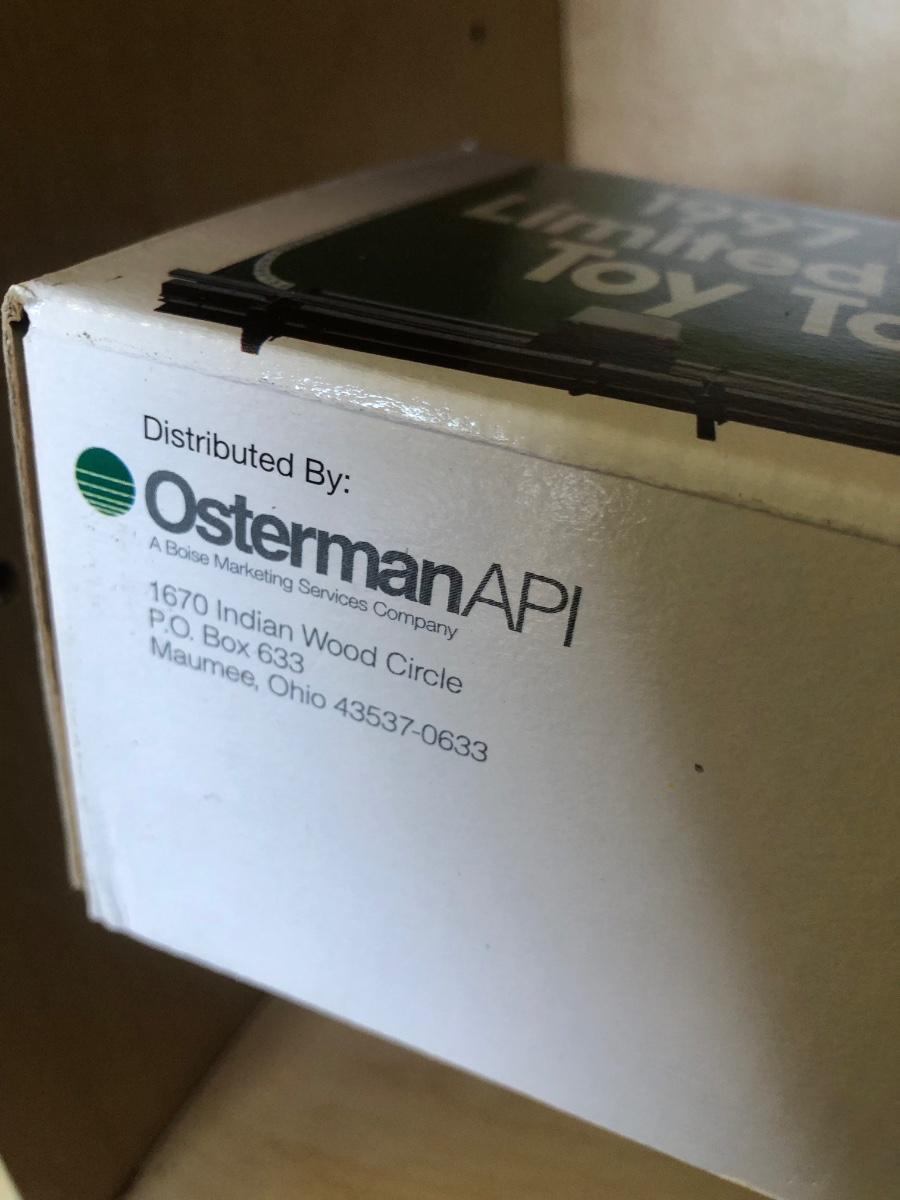 1997
Limited
Toy
Distributed By:
OstermanAPI
A Boise Marketing Services Company
1670 Indian Wood Circle
P.O. Box 633
Maumee, Ohio 43537-0633